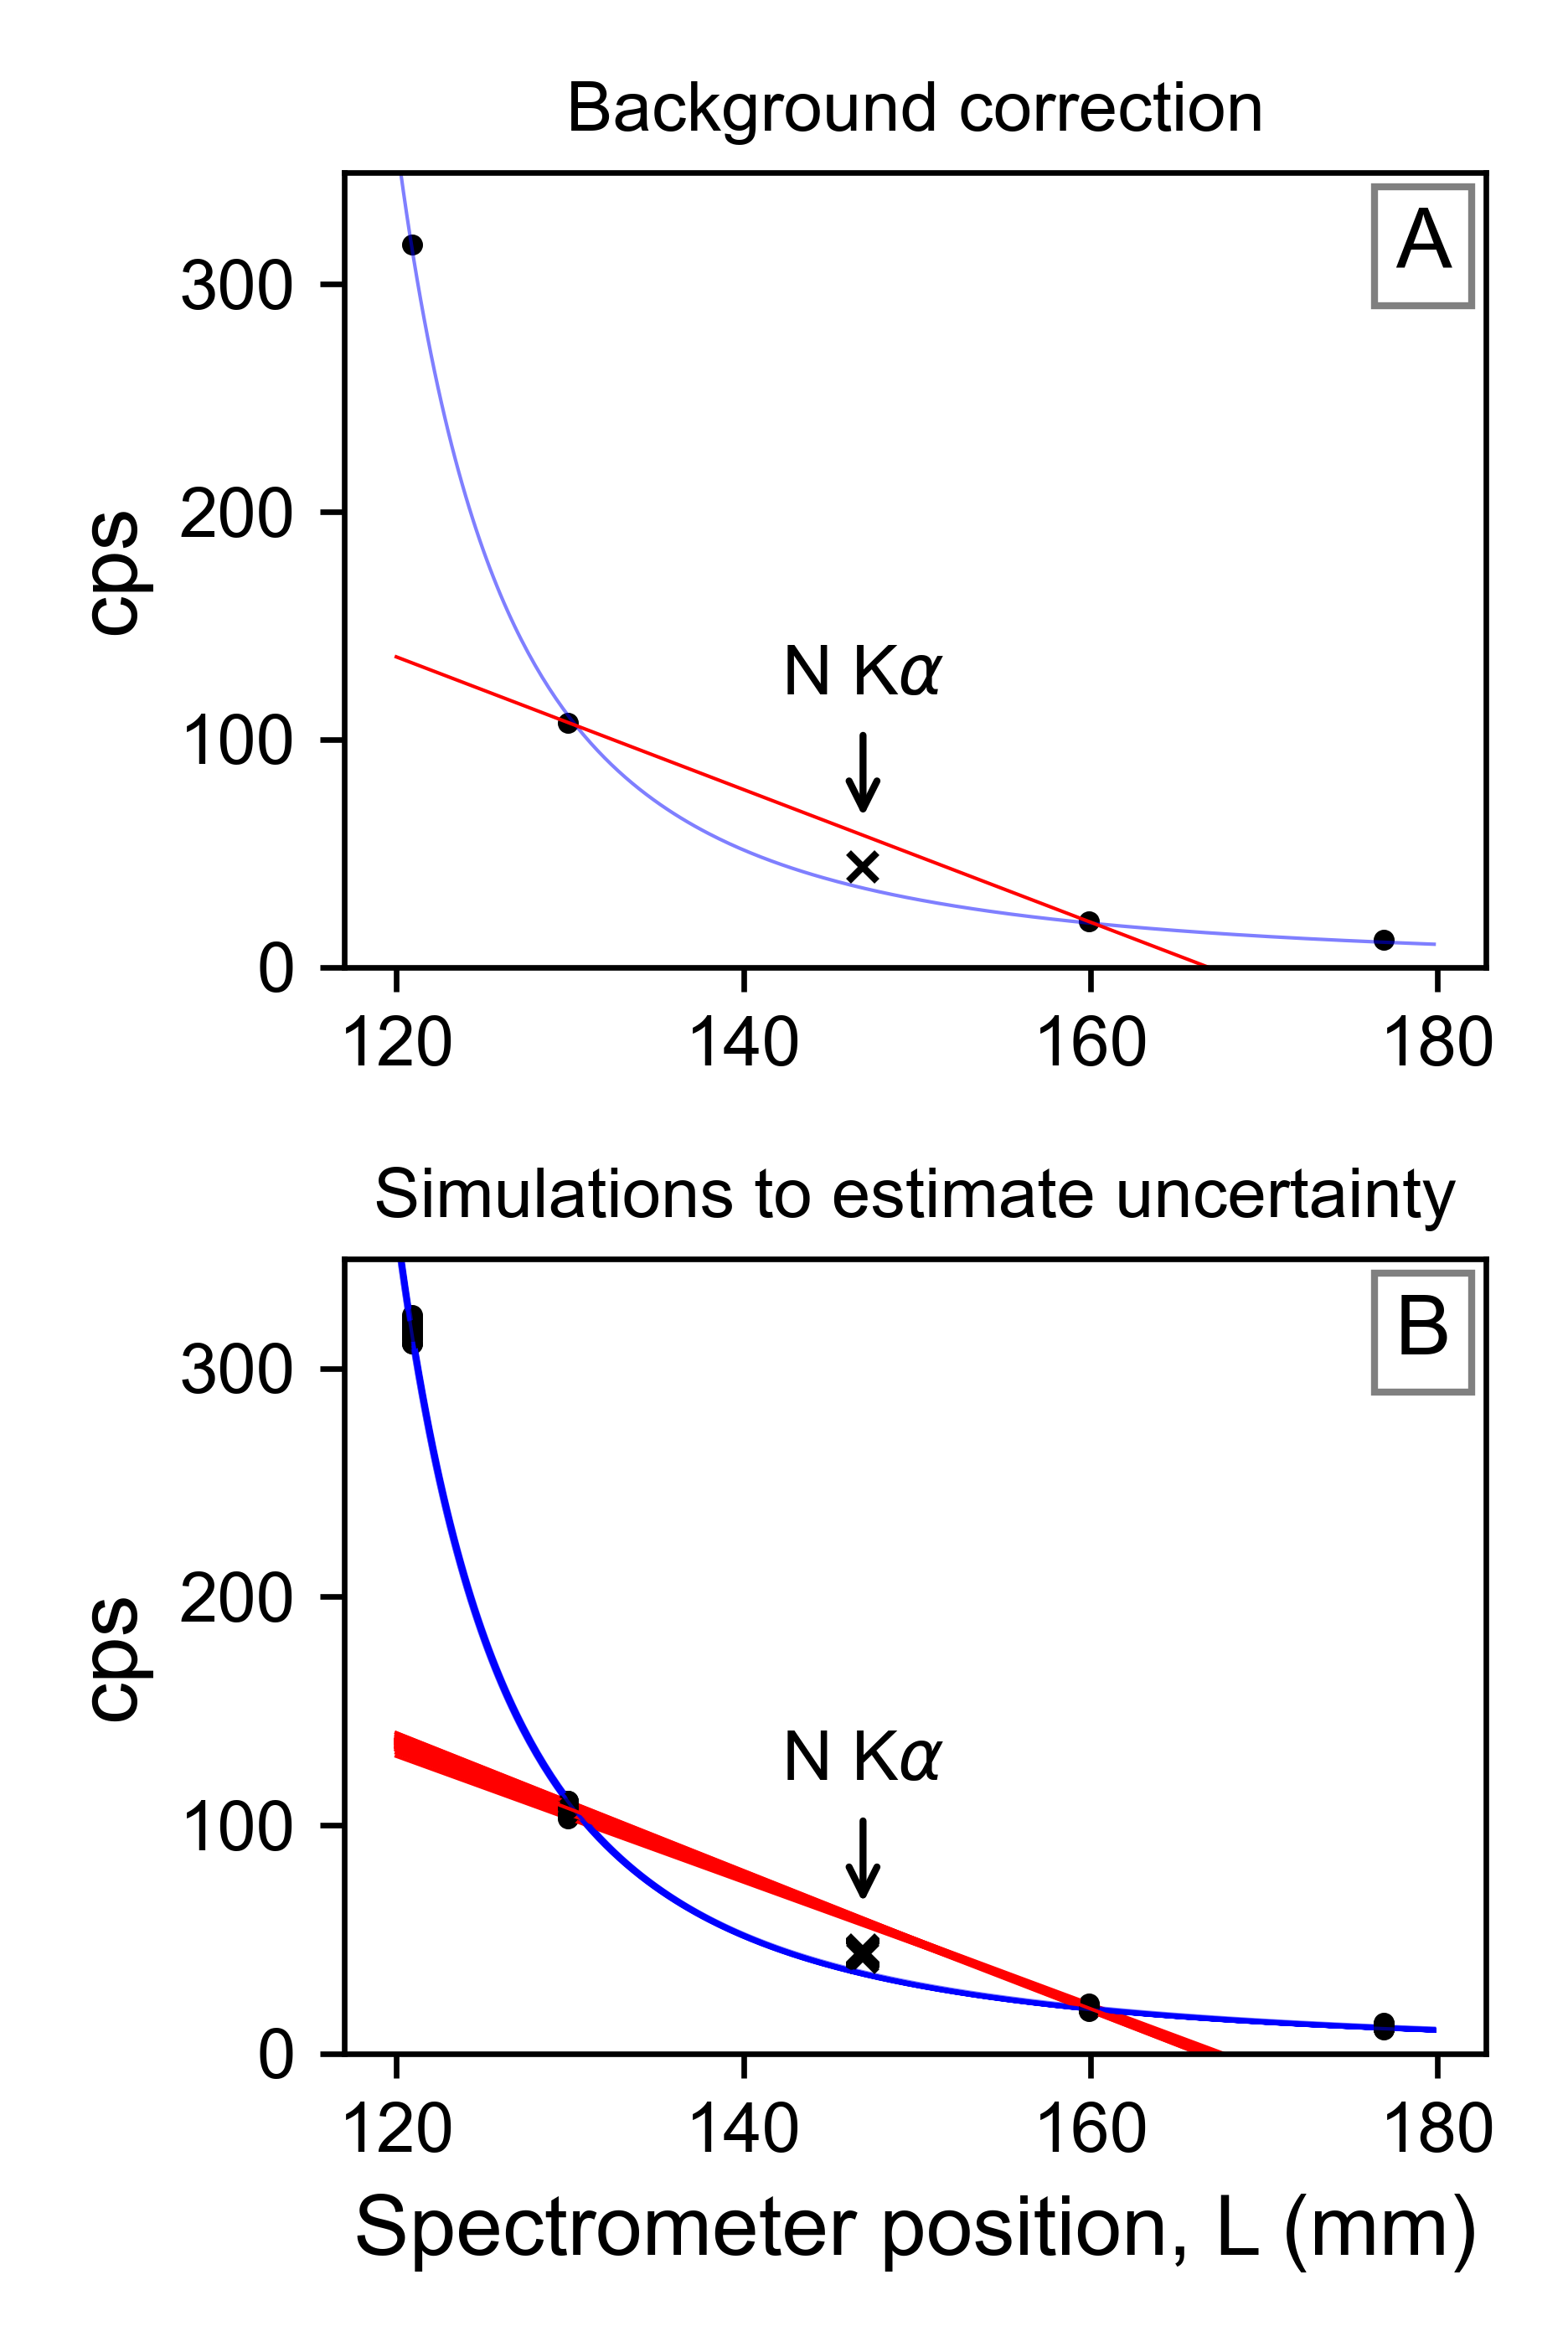 Background correction
A
300
200
100
0
cps
N Kα
120 140 160 180
Simulations to estimate uncertainty
B
300
200
100
0
cps
N Kα
120 140 160 180
Spectrometer position, L (mm)